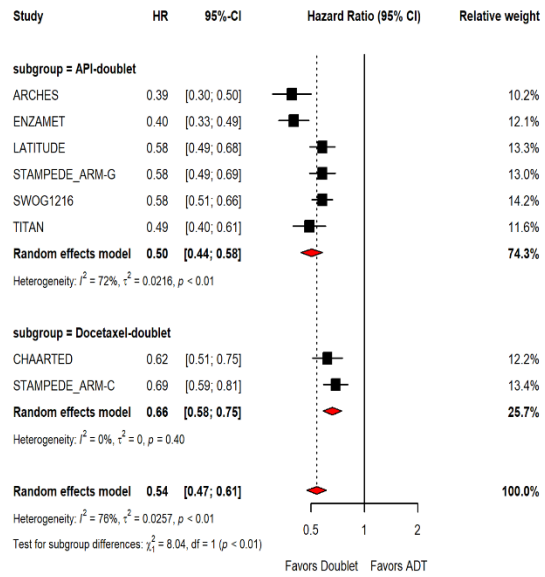 Study HR 95%-CI Hazard Ratio (95% CI) Relative weight
subgroup = API-doublet
ARCHES 0.39 [0.30; 0.50] 10.2%
ENZAMET 0.40 [0.33; 0.49] 12.1%
LATITUDE 0.58 [0.49; 0.68] 13.3%
STAMPEDE_ARM-G 0.58 [0.49; 0.69] 13.0%
SWOG1216 0.58 [0.51; 0.66] 14.2%
TITAN 0.49 [0.40; 0.61] 11.6%
Random effects model 0.50 [0.44; 0.58] 74.3%
Heterogeneity: I² = 72%, τ² = 0.0216, p < 0.01
subgroup = Docetaxel-doublet
CHAARTED 0.62 [0.51; 0.75] 12.2%
STAMPEDE_ARM-C 0.69 [0.59; 0.81] 13.4%
Random effects model 0.66 [0.58; 0.75] 25.7%
Heterogeneity: I² = 0%, τ² = 0, p = 0.40
Random effects model 0.54 [0.47; 0.61] 100.0%
Heterogeneity: I² = 76%, τ² = 0.0257, p < 0.01
Test for subgroup differences: χ²₁ = 8.04, df = 1 (p < 0.01)
0.5 1 2
Favors Doublet Favors ADT